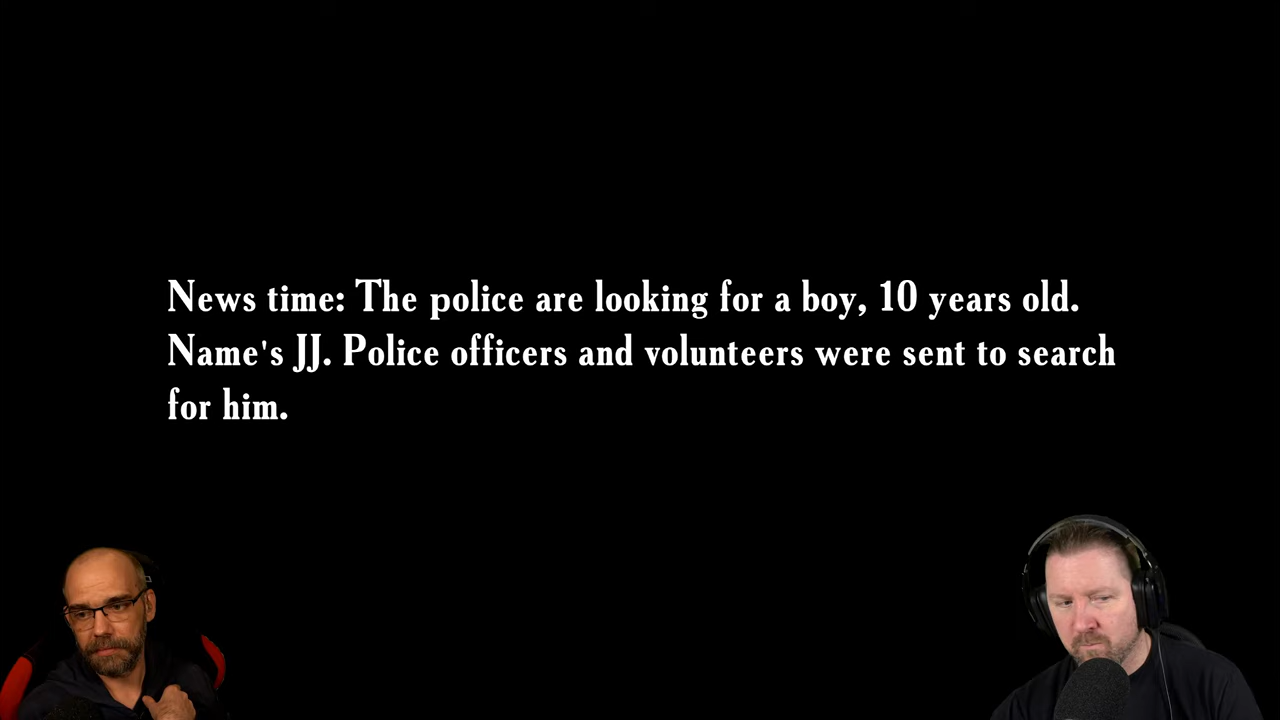 News time: The police are looking for a boy, 10 years old.
Name's JJ. Police officers and volunteers were sent to search
for him.